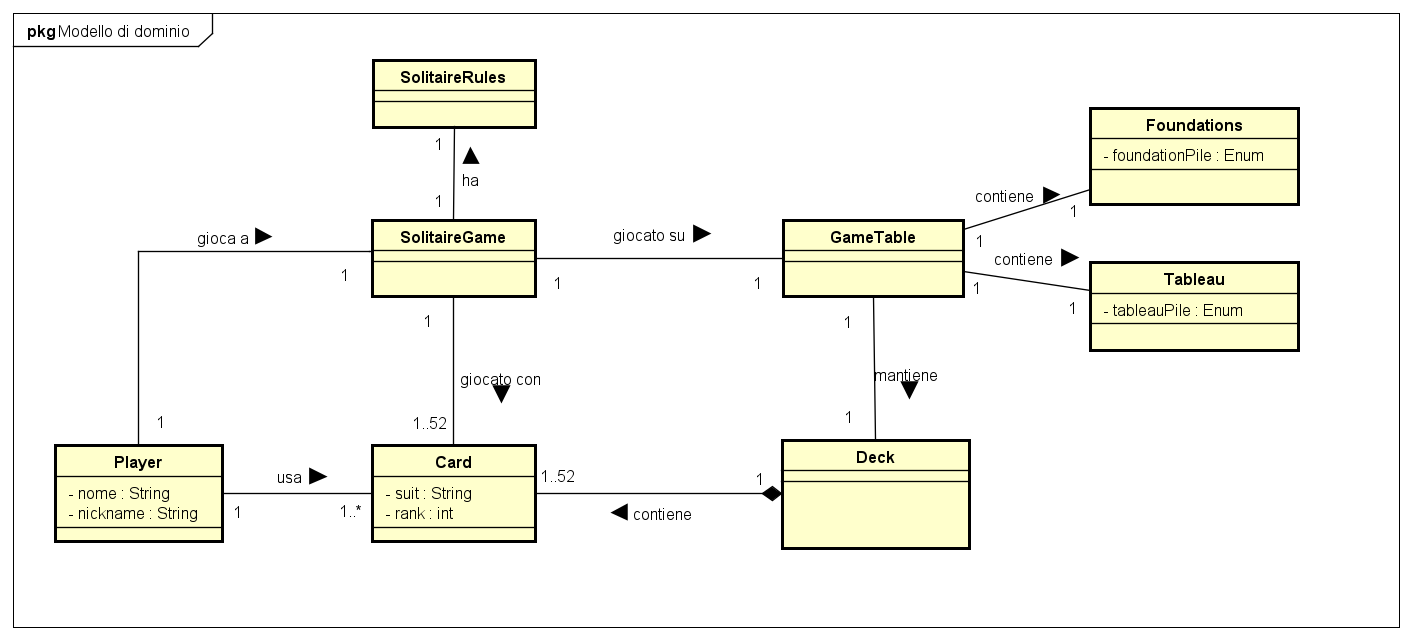 pkg Modello di dominio
SolitaireRules
1
ha
1
Foundations
- foundationPile : Enum
contiene
1
1
gioca a
1
SolitaireGame
giocato su
1
1
GameTable
contiene
1
1
Tableau
- tableauPile : Enum
1
giocato con
1..52
1
mantiene
1
1
Player
- nome : String
- nickname : String
usa
1
1..*
Card
- suit : String
- rank : int
1..52
1
contiene
Deck